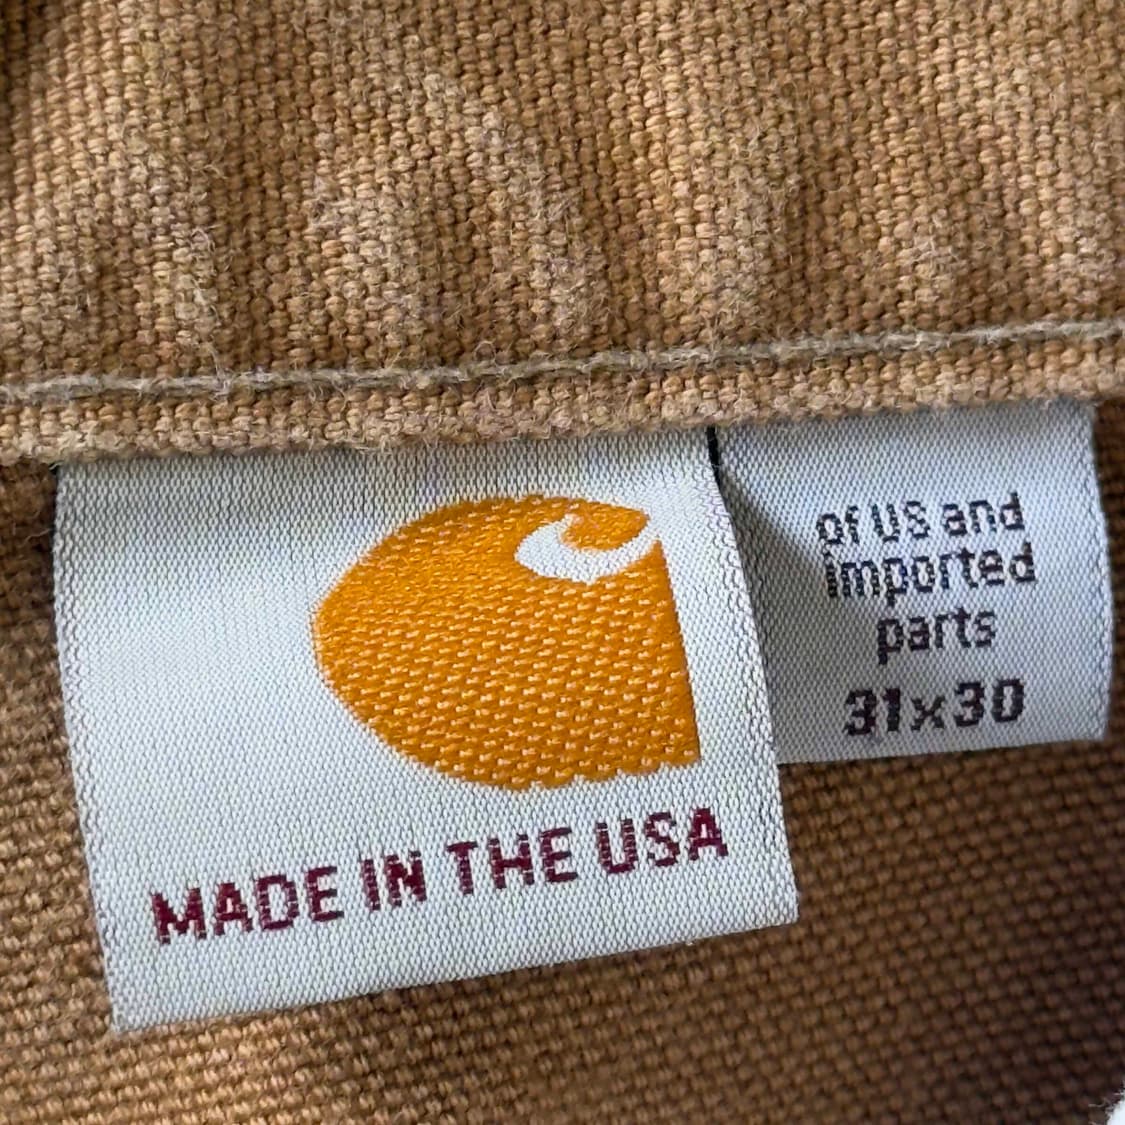 MADE IN THE USA
of US and
imported
parts
31x30